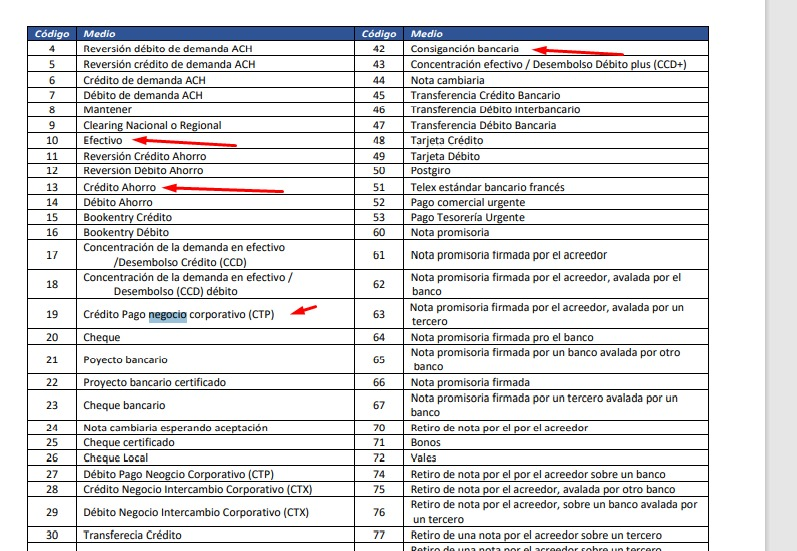 Código Medio Código Medio
4 Reversión débito de demanda ACH 42 Consiganción bancaria
5 Reversión crédito de demanda ACH 43 Concentración efectivo / Desembolso Débito plus (CCD+)
6 Crédito de demanda ACH 44 Nota cambiaria
7 Débito de demanda ACH 45 Transferencia Crédito Bancario
8 Mantener 46 Transferencia Débito Interbancario
9 Clearing Nacional o Regional 47 Transferencia Débito Bancaria
10 Efectivo 48 Tarjeta Crédito
11 Reversión Crédito Ahorro 49 Tarjeta Débito
12 Reversión Débito Ahorro 50 Postgiro
13 Crédito Ahorro 51 Telex estándar bancario francés
14 Débito Ahorro 52 Pago comercial urgente
15 Bookentry Crédito 53 Pago Tesorería Urgente
16 Bookentry Débito 60 Nota promisoria
17 Concentración de la demanda en efectivo
/Desembolso Crédito (CCD) 61 Nota promisoria firmada por el acreedor
18 Concentración de la demanda en efectivo /
Desembolso (CCD) débito 62 Nota promisoria firmada por el acreedor, avalada por el
banco
19 Crédito Pago negocio corporativo (CTP) 63 Nota promisoria firmada por el acreedor, avalada por un
tercero
20 Cheque 64 Nota promisoria firmada pro el banco
21 Poyecto bancario 65 Nota promisoria firmada por un banco avalada por otro
banco
22 Proyecto bancario certificado 66 Nota promisoria firmada
23 Cheque bancario 67 Nota promisoria firmada por un tercero avalada por un
banco
24 Nota cambiaria esperando aceptación 70 Retiro de nota por el por el acreedor
25 Cheque certificado 71 Bonos
26 Cheque Local 72 Vales
27 Débito Pago Neogcio Corporativo (CTP) 74 Retiro de nota por el por el acreedor sobre un banco
28 Crédito Negocio Intercambio Corporativo (CTX) 75 Retiro de nota por el acreedor, avalada por otro banco
29 Débito Negocio Intercambio Corporativo (CTX) 76 Retiro de nota por el acreedor, sobre un banco avalada por
un tercero
30 Transferecia Crédito 77 Retiro de una nota por el acreedor sobre un tercero
Retiro de una nota por el acreedor sobre un tercero